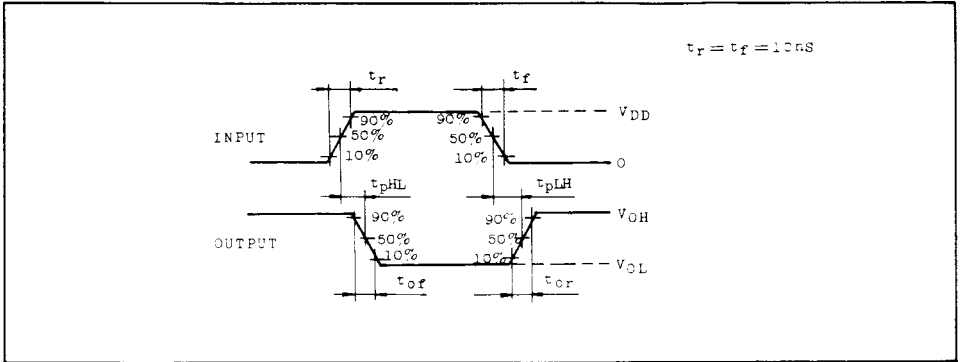 tr = tf = 10nS
tr
tf
VDD
90%
90%
INPUT
50%
50%
10%
10%
0
tpHL
tpLH
90%
90%
VOH
OUTPUT
50%
50%
10%
10%
VOL
tof
tor